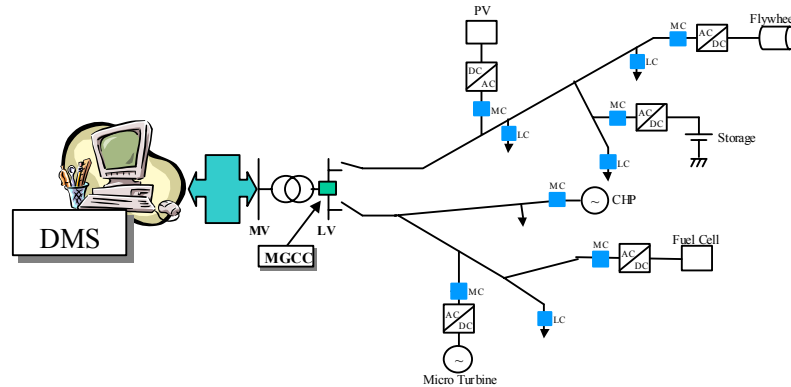 PV
Flywhee
MC
AC
DC
LC
DC
AC
MC
LC
MC
AC
DC
Storage
LC
MC
CHP
~
DMS
MV
LV
MGCC
MC
AC
DC
Fuel Cell
MC
AC
DC
LC
~
Micro Turbine